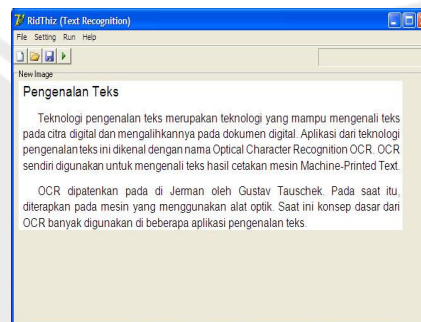 RidThiz (Text Recognition)
File Setting Run Help
New Image
Pengenalan Teks
Teknologi pengenalan teks merupakan teknologi yang mampu mengenali teks
pada citra digital dan mengalihkannya pada dokumen digital. Aplikasi dari teknologi
pengenalan teks ini dikenal dengan nama Optical Character Recognition OCR. OCR
sendiri digunakan untuk mengenali teks hasil cetakan mesin Machine-Printed Text.
OCR dipatenkan pada di Jerman oleh Gustav Tauschek. Pada saat itu,
diterapkan pada mesin yang menggunakan alat optik. Saat ini konsep dasar dari
OCR banyak digunakan di beberapa aplikasi pengenalan teks.